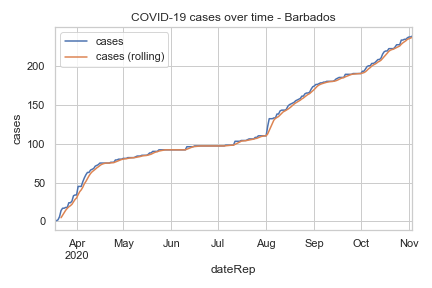 COVID-19 cases over time - Barbados
cases
cases (rolling)
cases
200
150
100
50
0
Apr
2020
May
Jun
Jul
Aug
Sep
Oct
Nov
dateRep